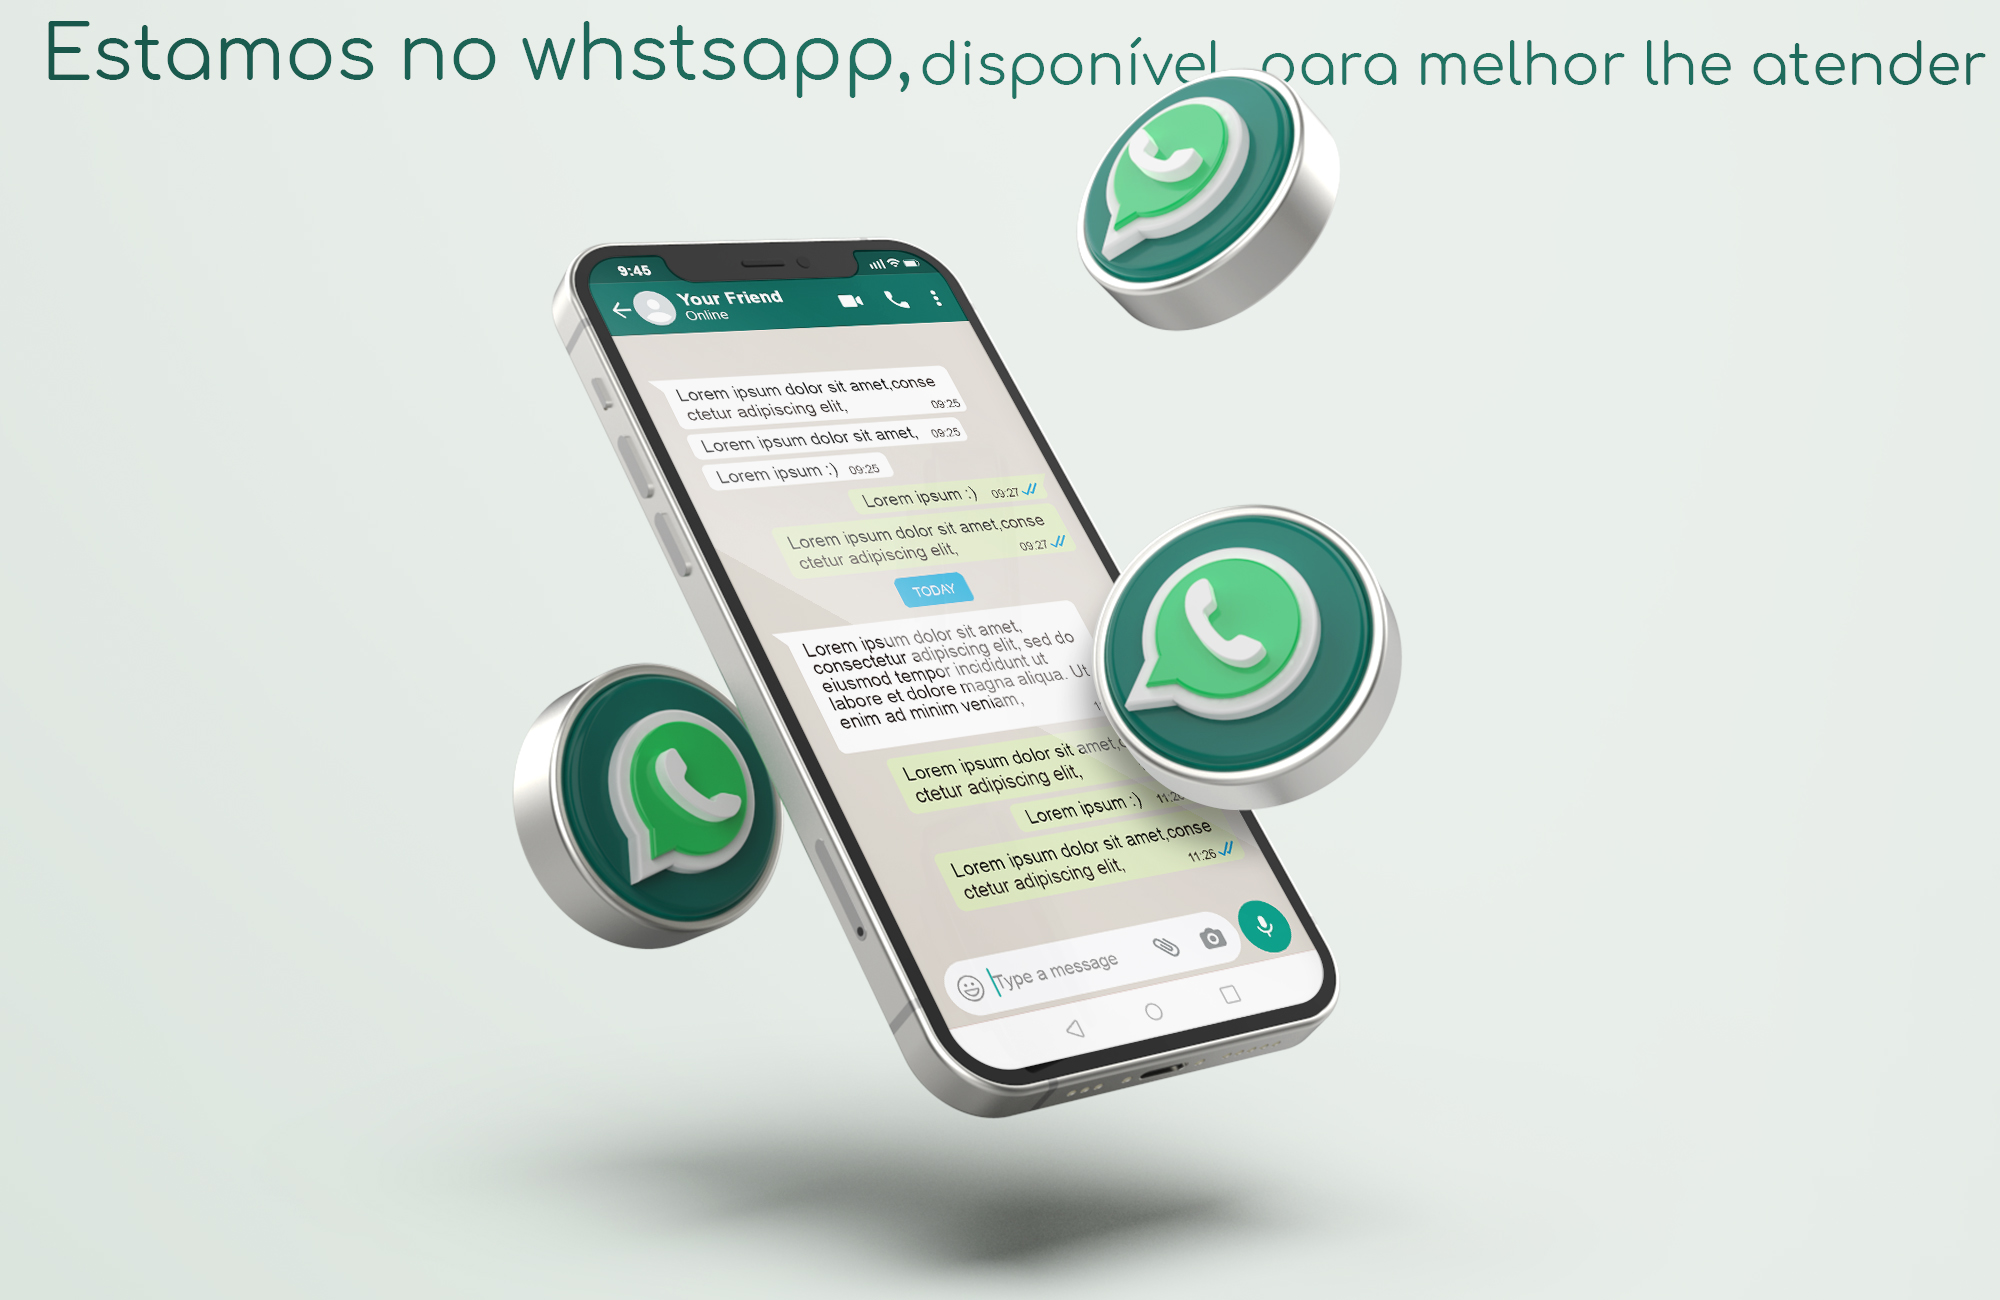 Estamos no whstsapp, disponível para melhor lhe atender
9:45
Your Friend
Online
Lorem ipsum dolor sit amet,conse
ctetur adipiscing elit,
09:25
Lorem ipsum dolor sit amet, 09:25
Lorem ipsum :) 09:25
Lorem ipsum :) 09:27
Lorem ipsum dolor sit amet,conse
ctetur adipiscing elit, 09:27
TODAY
Lorem ipsum dolor sit amet,
consectetur adipiscing elit, sed do
eiusmod tempor incididunt ut
labore et dolore magna aliqua. Ut
enim ad minim veniam,
Lorem ipsum dolor sit amet,
ctetur adipiscing elit,
Lorem ipsum :)
Lorem ipsum dolor sit amet,conse
ctetur adipiscing elit, 11:26
Type a message